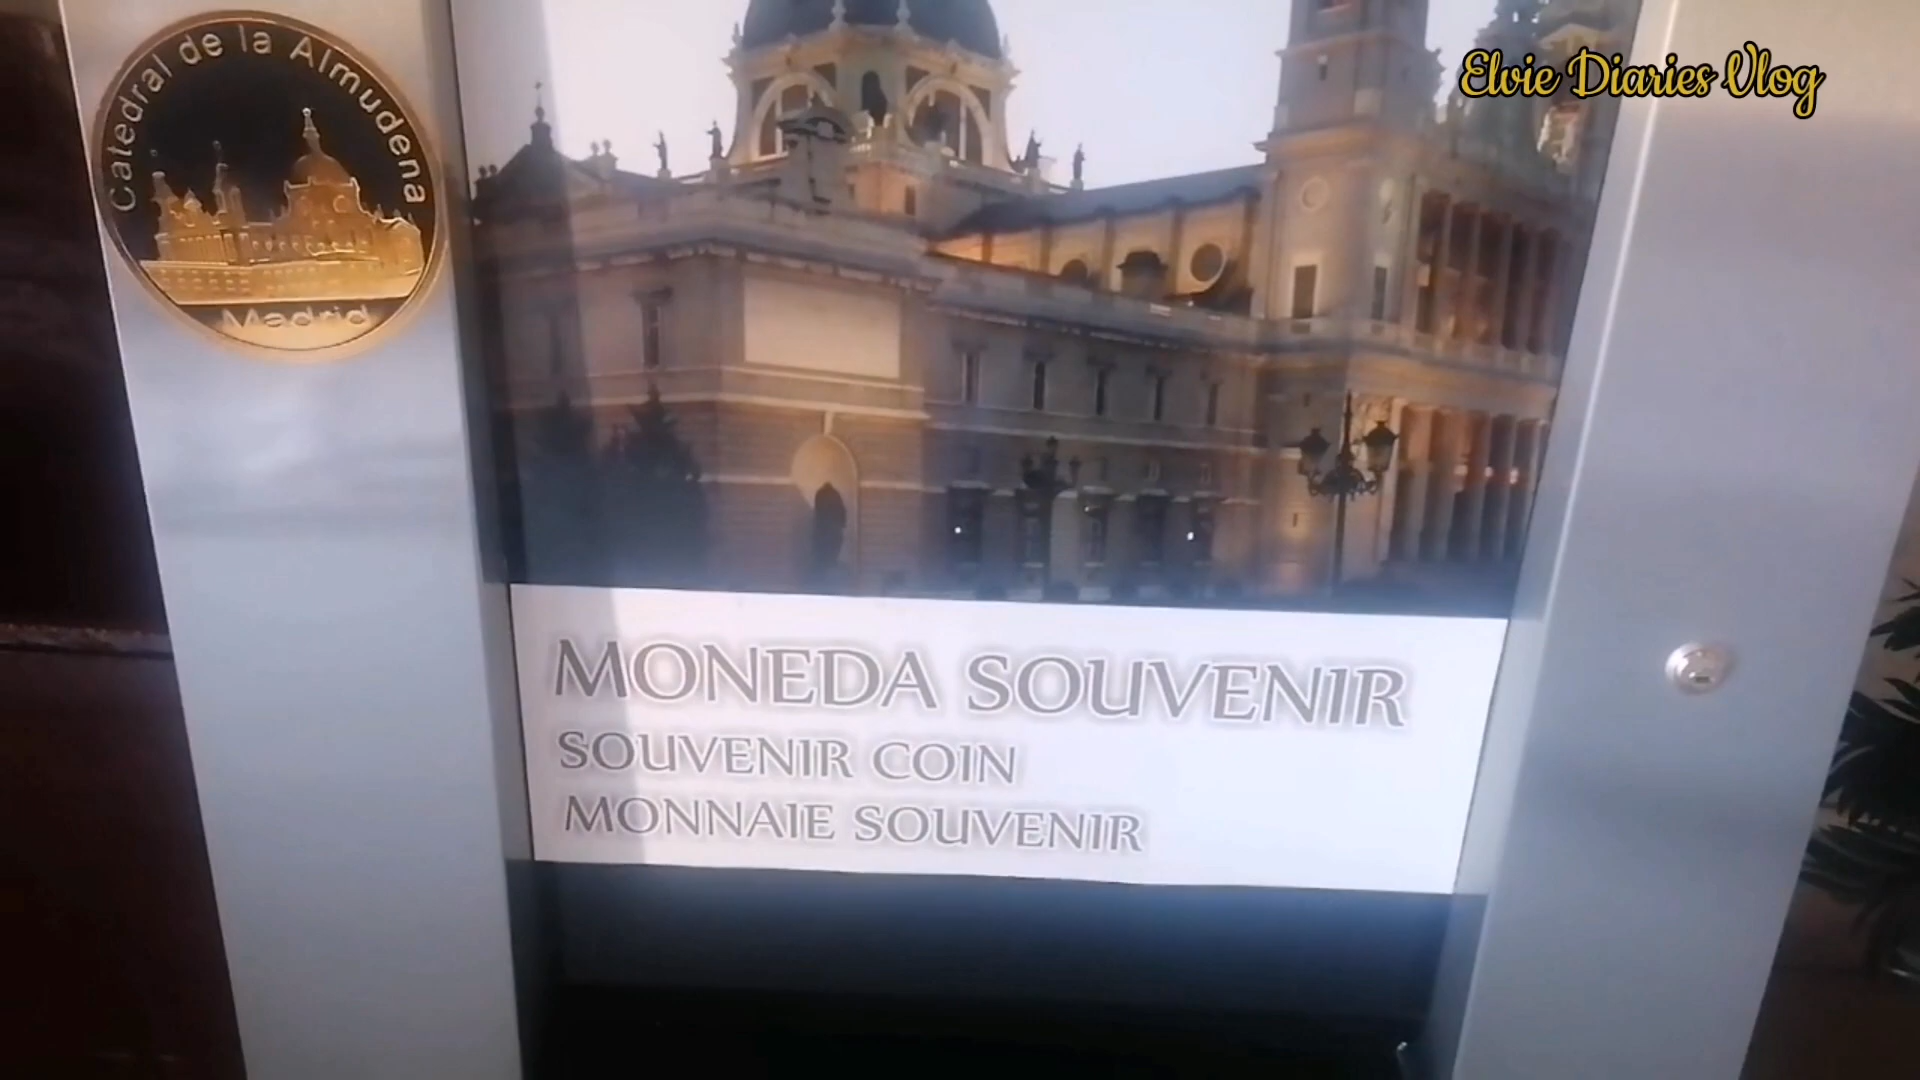 Catedral de la Almudena
Madrid
Elvie Diaries Vlog
MONEDA SOUVENIR
SOUVENIR COIN
MONNAIE SOUVENIR